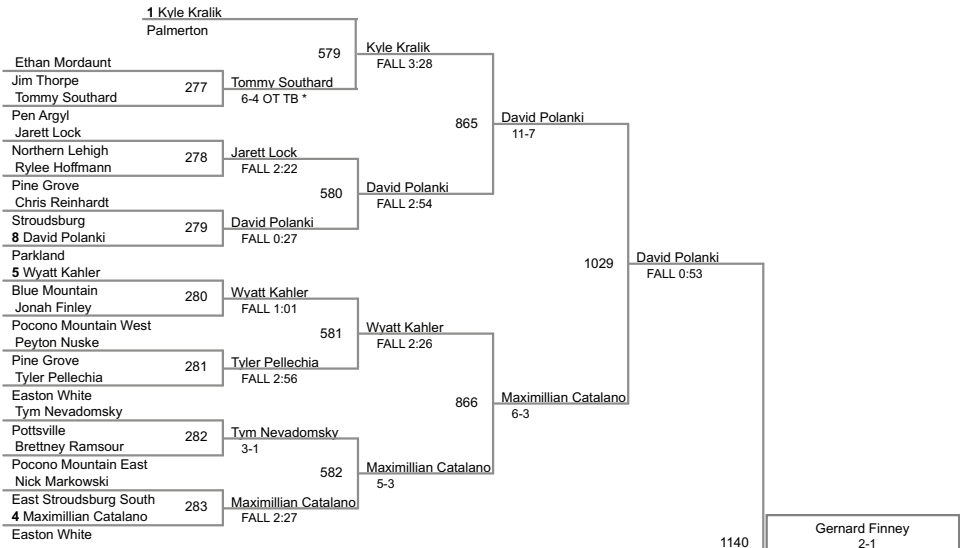 1 Kyle Kralik
Palmerton
579
Kyle Kralik
FALL 3:28
Ethan Mordaunt
Jim Thorpe
277
Tommy Southard
Tommy Southard
6-4 OT TB *
Pen Argyl
865
David Polanki
11-7
Jarett Lock
Northern Lehigh
278
Jarett Lock
FALL 2:22
Rylee Hoffmann
Pine Grove
580
David Polanki
FALL 2:54
Chris Reinhardt
Stroudsburg
279
David Polanki
FALL 0:27
8 David Polanki
Parkland
1029
David Polanki
FALL 0:53
5 Wyatt Kahler
Blue Mountain
280
Wyatt Kahler
FALL 1:01
Jonah Finley
Pocono Mountain West
581
Wyatt Kahler
FALL 2:26
Peyton Nuske
Pine Grove
281
Tyler Pellechia
FALL 2:56
Tyler Pellechia
Easton White
866
Maximillian Catalano
6-3
Tym Nevadomsky
Pottsville
282
Tym Nevadomsky
3-1
Brettney Ramsour
Pocono Mountain East
582
Maximillian Catalano
5-3
Nick Markowski
East Stroudsburg South
283
Maximillian Catalano
FALL 2:27
4 Maximillian Catalano
Easton White
1140
Gernard Finney
2-1